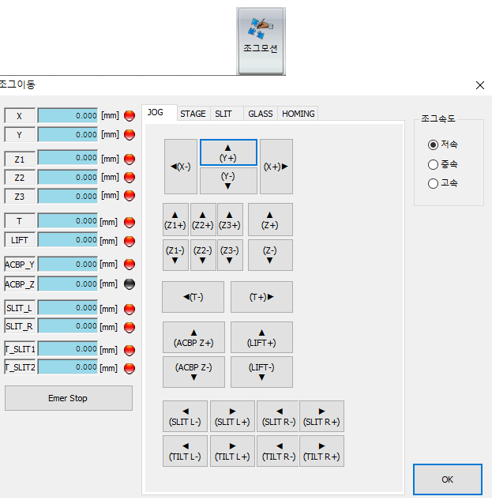 조그모션
조그이동
X 0.000 [mm]
Y 0.000 [mm]
Z1 0.000 [mm]
Z2 0.000 [mm]
Z3 0.000 [mm]
T 0.000 [mm]
LIFT 0.000 [mm]
ACBP_Y 0.000 [mm]
ACBP_Z 0.000 [mm]
SLIT_L 0.000 [mm]
SLIT_R 0.000 [mm]
T_SLIT1 0.000 [mm]
T_SLIT2 0.000 [mm]
Emer Stop
JOG STAGE SLIT GLASS HOMING
▲
(Y+)
◀(X-) (X+)▶
(Y-)
▼
▲ ▲ ▲ ▲
(Z1+) (Z2+) (Z3+) (Z+)
(Z1-) (Z2-) (Z3-) (Z-)
▼ ▼ ▼ ▼
◀(T-) (T+)▶
▲ ▲
(ACBP Z+) (LIFT+)
(ACBP Z-) (LIFT-)
▼ ▼
◀ ▶ ◀ ▶
(SLIT L-) (SLIT L+) (SLIT R-) (SLIT R+)
◀ ▶ ◀ ▶
(TILT L-) (TILT L+) (TILT R-) (TILT R+)
조그속도
저속
중속
고속
OK